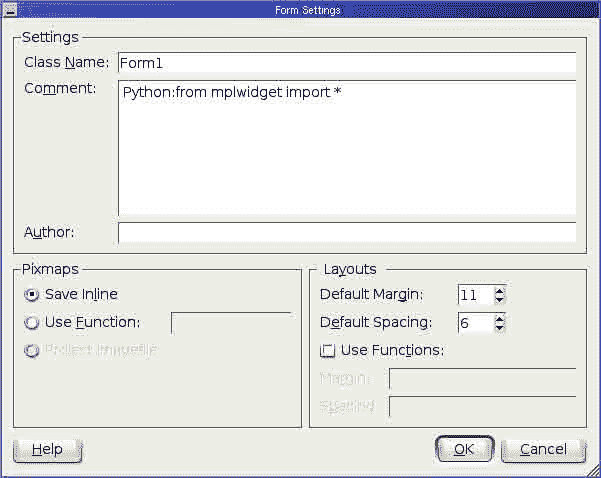 Form Settings
Settings
Class Name: Form1
Comment: Python:from mplwidget import *
Author:
Pixmaps
Save Inline
Use Function:
Project Imagefile
Layouts
Default Margin: 11
Default Spacing: 6
Use Functions:
Margin:
Spacing
Help
OK
Cancel